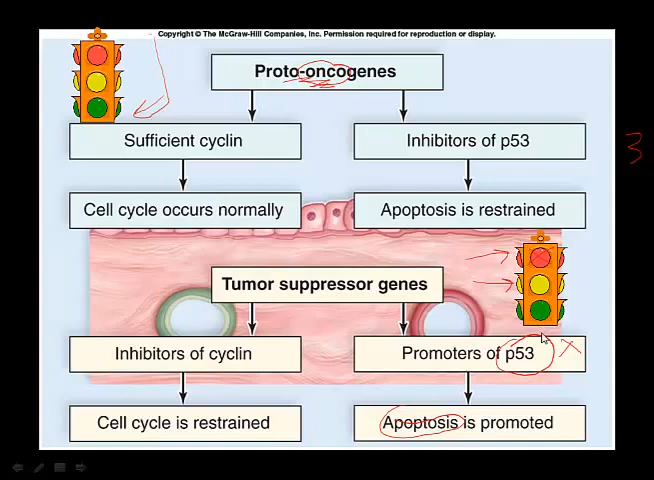 Copyright © The McGraw-Hill Companies, Inc. Permission required for reproduction or display.
Proto-oncogenes
Sufficient cyclin
Inhibitors of p53
3
Cell cycle occurs normally
Apoptosis is restrained
Tumor suppressor genes
Inhibitors of cyclin
Promoters of p53 X
Cell cycle is restrained
Apoptosis is promoted